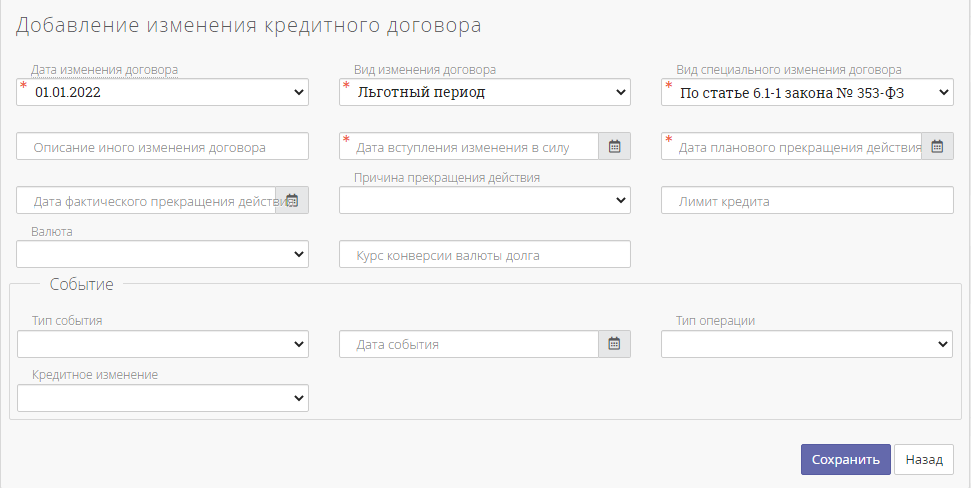 Добавление изменения кредитного договора
Дата изменения договора
Вид изменения договора
Вид специального изменения договора
* 01.01.2022
* Льготный период
* По статье 6.1-1 закона № 353-ФЗ
Описание иного изменения договора
* Дата вступления изменения в силу
* Дата планового прекращения действия
Причина прекращения действия
Дата фактического прекращения действия
Лимит кредита
Валюта
Курс конверсии валюты долга
Событие
Тип события
Тип операции
Дата события
Кредитное изменение
Сохранить
Назад